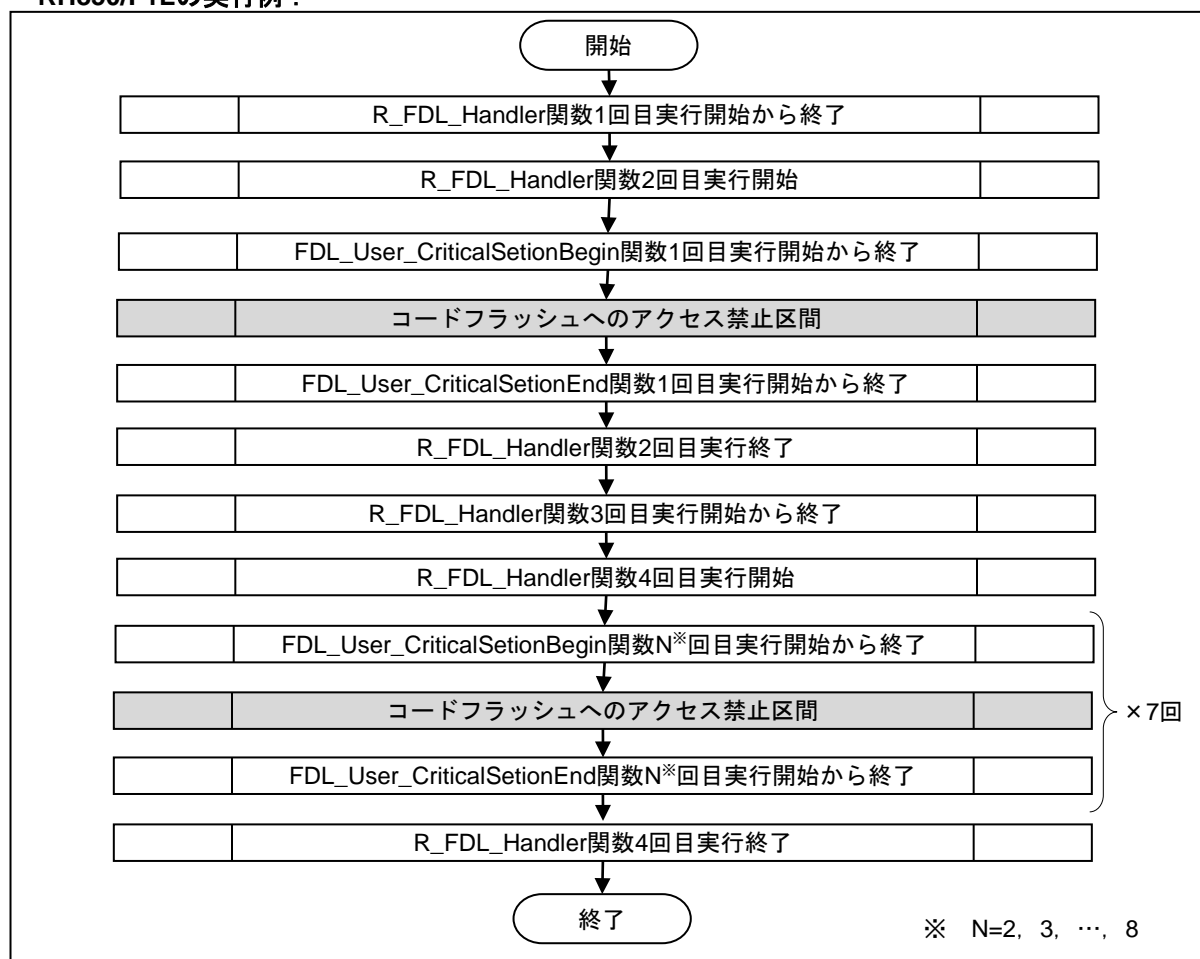 開始
R_FDL_Handler関数1回目実行開始から終了
R_FDL_Handler関数2回目実行開始
FDL_User_CriticalSetionBegin関数1回目実行開始から終了
コードフラッシュへのアクセス禁止区間
FDL_User_CriticalSetionEnd関数1回目実行開始から終了
R_FDL_Handler関数2回目実行終了
R_FDL_Handler関数3回目実行開始から終了
R_FDL_Handler関数4回目実行開始
FDL_User_CriticalSetionBegin関数N※回目実行開始から終了
コードフラッシュへのアクセス禁止区間
×7回
FDL_User_CriticalSetionEnd関数N※回目実行開始から終了
R_FDL_Handler関数4回目実行終了
終了
※ N=2, 3, …, 8